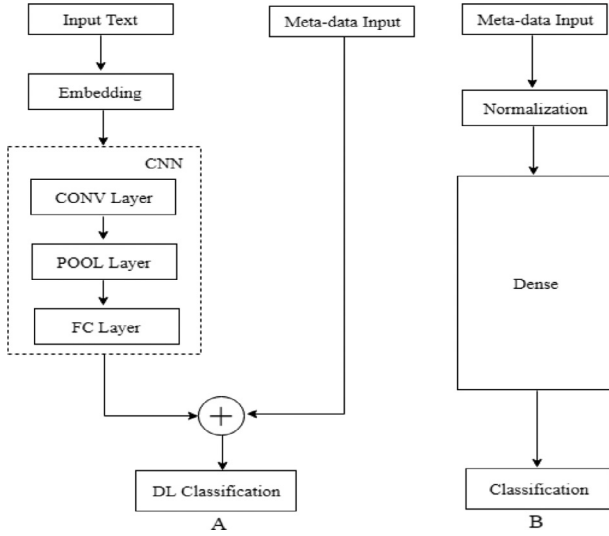 Input Text
Embedding
CNN
CONV Layer
POOL Layer
FC Layer
Meta-data Input
+
DL Classification
A
Meta-data Input
Normalization
Dense
Classification
B